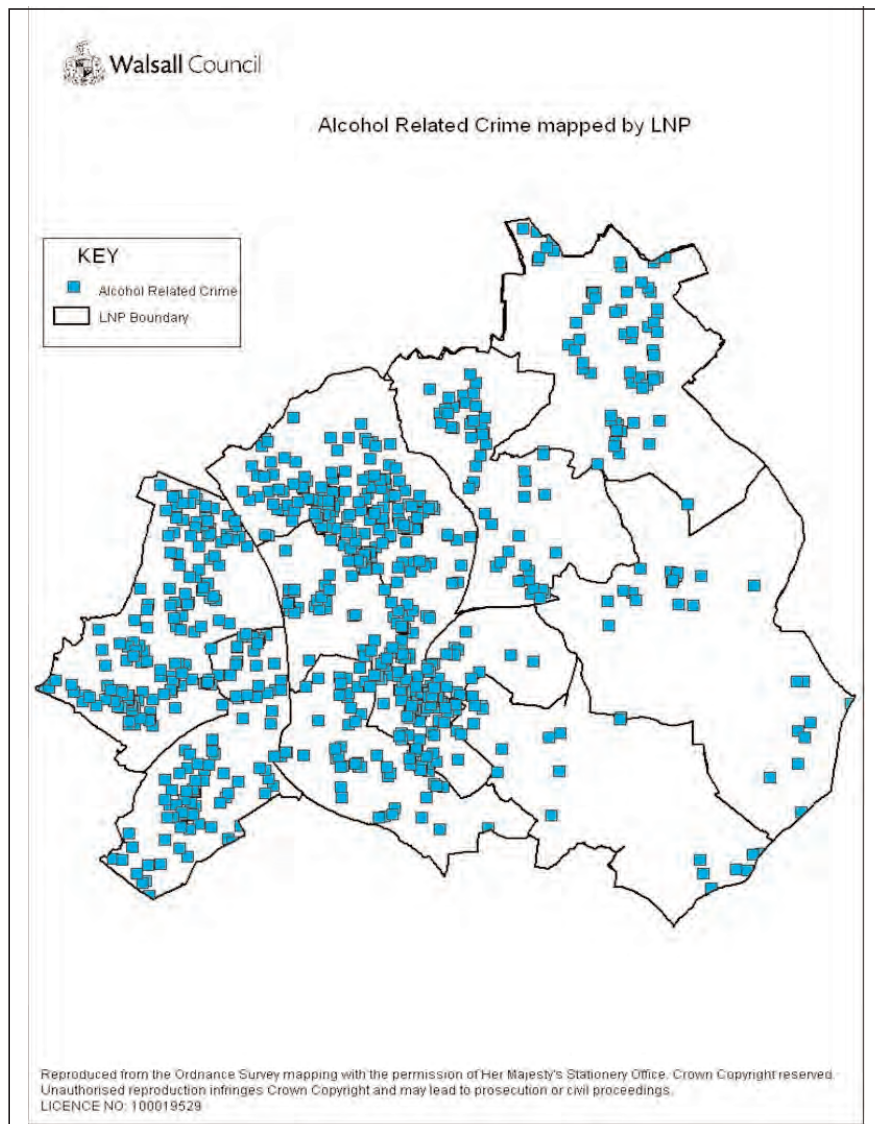 Walsall Council
Alcohol Related Crime mapped by LNP
KEY
Alcohol Related Crime
LNP Boundary
Reproduced from the Ordnance Survey mapping with the permission of Her Majesty's Stationery Office. Crown Copyright reserved.
Unauthorised reproduction infringes Crown Copyright and may lead to prosecution or civil proceedings.
LICENCE NO: 100019529